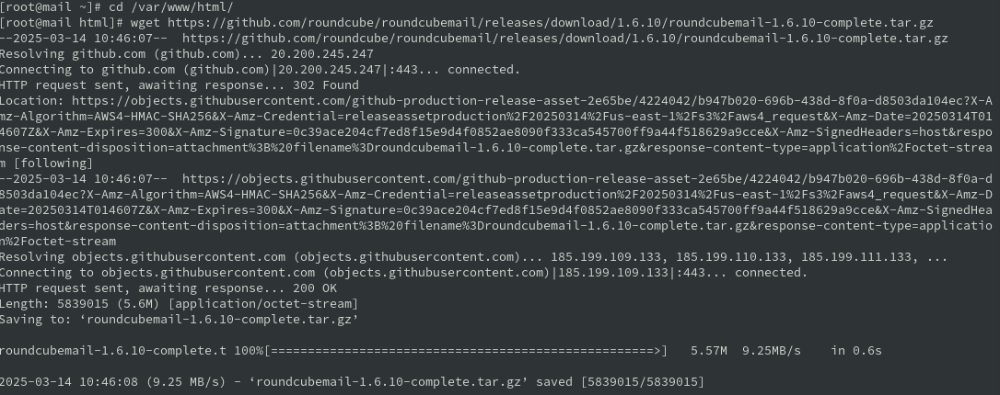 [root@mail ~]# cd /var/www/html/
[root@mail html]# wget https://github.com/roundcube/roundcubemail/releases/download/1.6.10/roundcubemail-1.6.10-complete.tar.gz
--2025-03-14 10:46:07--  https://github.com/roundcube/roundcubemail/releases/download/1.6.10/roundcubemail-1.6.10-complete.tar.gz
Resolving github.com (github.com)... 20.200.245.247
Connecting to github.com (github.com)|20.200.245.247|:443... connected.
HTTP request sent, awaiting response... 302 Found
Location: https://objects.githubusercontent.com/github-production-release-asset-2e65be/4224042/b947b020-696b-438d-8f0a-d8503da104ec?X-A
mz-Algorithm=AWS4-HMAC-SHA256&X-Amz-Credential=releaseassetproduction%2F20250314%2Fus-east-1%2Fs3%2Faws4_request&X-Amz-Date=20250314T01
4607Z&X-Amz-Expires=300&X-Amz-Signature=0c39ace204cf7ed8f15e9d4f0852ae8090f333ca545700ff9a44f518629a9cce&X-Amz-SignedHeaders=host&respo
nse-content-disposition=attachment%3B%20filename%3Droundcubemail-1.6.10-complete.tar.gz&response-content-type=application%2Foctet-strea
m [following]
--2025-03-14 10:46:07--  https://objects.githubusercontent.com/github-production-release-asset-2e65be/4224042/b947b020-696b-438d-8f0a-d
8503da104ec?X-Amz-Algorithm=AWS4-HMAC-SHA256&X-Amz-Credential=releaseassetproduction%2F20250314%2Fus-east-1%2Fs3%2Faws4_request&X-Amz-D
ate=20250314T014607Z&X-Amz-Expires=300&X-Amz-Signature=0c39ace204cf7ed8f15e9d4f0852ae8090f333ca545700ff9a44f518629a9cce&X-Amz-SignedHea
ders=host&response-content-disposition=attachment%3B%20filename%3Droundcubemail-1.6.10-complete.tar.gz&response-content-type=applicatio
n%2Foctet-stream
Resolving objects.githubusercontent.com (objects.githubusercontent.com)... 185.199.109.133, 185.199.110.133, 185.199.111.133, ...
Connecting to objects.githubusercontent.com (objects.githubusercontent.com)|185.199.109.133|:443... connected.
HTTP request sent, awaiting response... 200 OK
Length: 5839015 (5.6M) [application/octet-stream]
Saving to: ‘roundcubemail-1.6.10-complete.tar.gz’
roundcubemail-1.6.10-complete.t 100%[====================================================>]   5.57M  9.25MB/s    in 0.6s
2025-03-14 10:46:08 (9.25 MB/s) - ‘roundcubemail-1.6.10-complete.tar.gz’ saved [5839015/5839015]